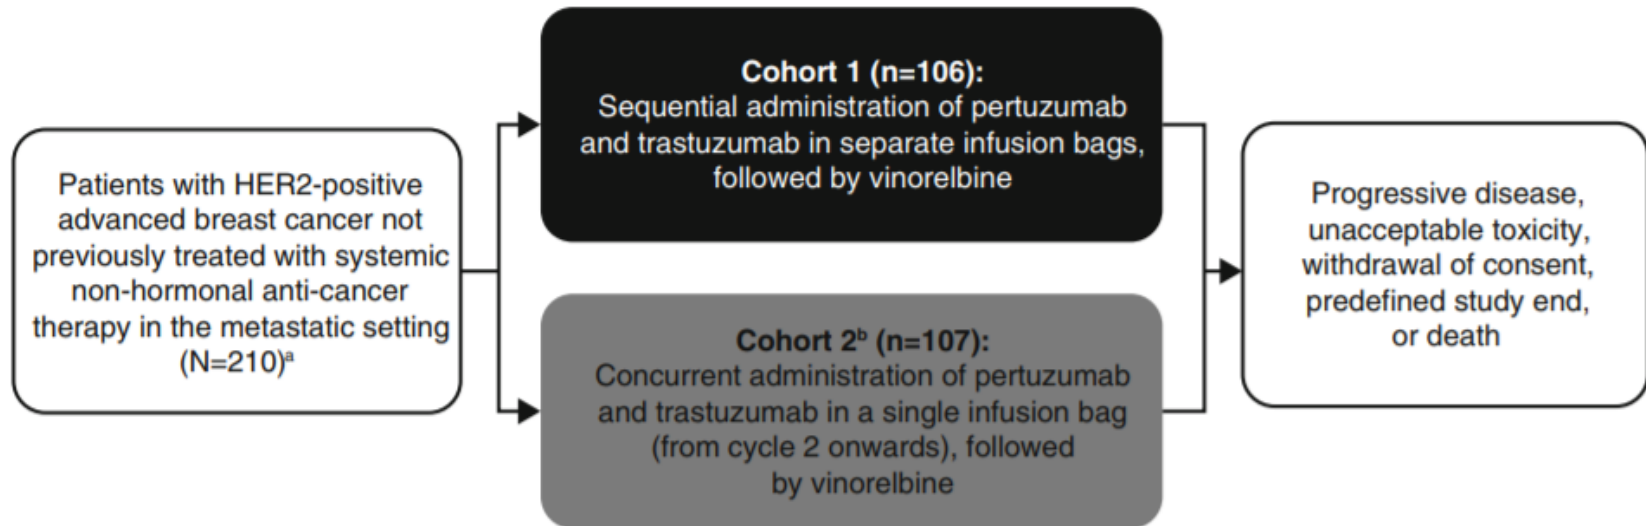 Patients with HER2-positive
advanced breast cancer not
previously treated with systemic
non-hormonal anti-cancer
therapy in the metastatic setting
(N=210)ᵃ
Cohort 1 (n=106):
Sequential administration of pertuzumab
and trastuzumab in separate infusion bags,
followed by vinorelbine
Cohort 2ᵇ (n=107):
Concurrent administration of pertuzumab
and trastuzumab in a single infusion bag
(from cycle 2 onwards), followed
by vinorelbine
Progressive disease,
unacceptable toxicity,
withdrawal of consent,
predefined study end,
or death